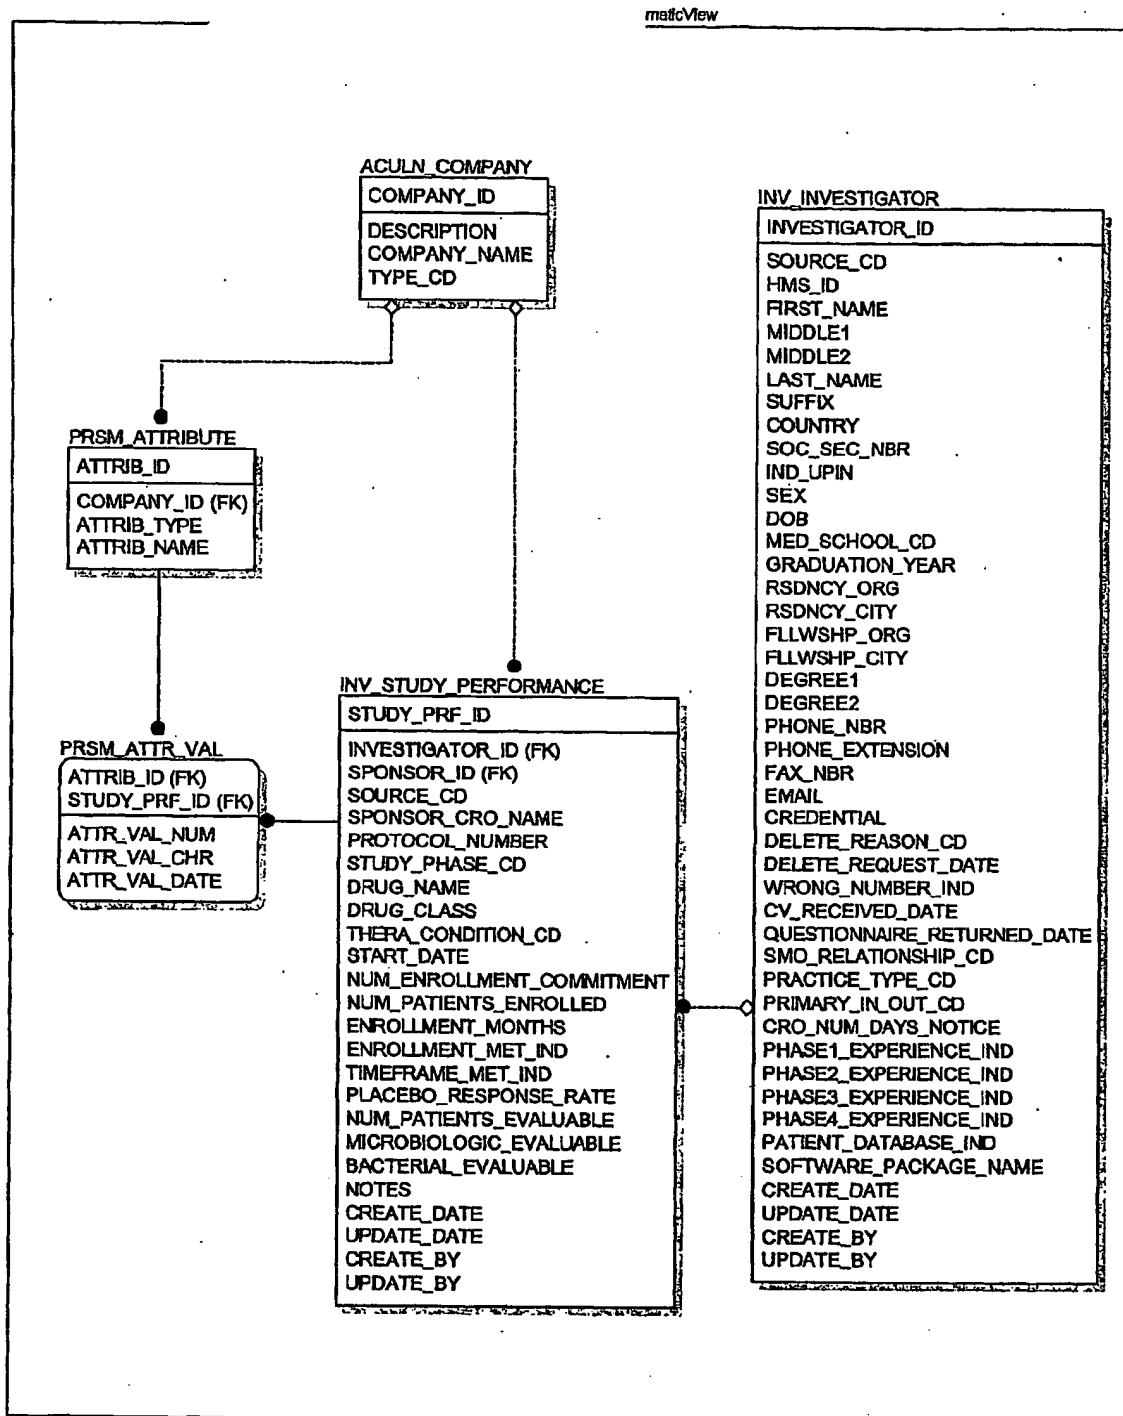 maticView
ACULN_COMPANY
COMPANY_ID
DESCRIPTION
COMPANY_NAME
TYPE_CD
INV_INVESTIGATOR
INVESTIGATOR_ID
SOURCE_CD
HMS_ID
FIRST_NAME
MIDDLE1
MIDDLE2
LAST_NAME
SUFFIX
COUNTRY
SOC_SEC_NBR
IND_UPIN
SEX
DOB
MED_SCHOOL_CD
GRADUATION_YEAR
RSDNCY_ORG
RSDNCY_CITY
FLLWSHP_ORG
FLLWSHP_CITY
DEGREE1
DEGREE2
PHONE_NBR
PHONE_EXTENSION
FAX_NBR
EMAIL
CREDENTIAL
DELETE_REASON_CD
DELETE_REQUEST_DATE
WRONG_NUMBER_IND
CV_RECEIVED_DATE
QUESTIONNAIRE_RETURNED_DATE
SMO_RELATIONSHIP_CD
PRACTICE_TYPE_CD
PRIMARY_IN_OUT_CD
CRO_NUM_DAYS_NOTICE
PHASE1_EXPERIENCE_IND
PHASE2_EXPERIENCE_IND
PHASE3_EXPERIENCE_IND
PHASE4_EXPERIENCE_IND
PATIENT_DATABASE_IND
SOFTWARE_PACKAGE_NAME
CREATE_DATE
UPDATE_DATE
CREATE_BY
UPDATE_BY
PRSM_ATTRIBUTE
ATTRIB_ID
COMPANY_ID (FK)
ATTRIB_TYPE
ATTRIB_NAME
PRSM_ATTR_VAL
ATTRIB_ID (FK)
STUDY_PRF_ID (FK)
ATTR_VAL_NUM
ATTR_VAL_CHR
ATTR_VAL_DATE
INV_STUDY_PERFORMANCE
STUDY_PRF_ID
INVESTIGATOR_ID (FK)
SPONSOR_ID (FK)
SOURCE_CD
SPONSOR_CRO_NAME
PROTOCOL_NUMBER
STUDY_PHASE_CD
DRUG_NAME
DRUG_CLASS
THERA_CONDITION_CD
START_DATE
NUM_ENROLLMENT_COMMITMENT
NUM_PATIENTS_ENROLLED
ENROLLMENT_MONTHS
ENROLLMENT_MET_IND
TIMEFRAME_MET_IND
PLACEBO_RESPONSE_RATE
NUM_PATIENTS_EVALUABLE
MICROBIOLOGIC_EVALUABLE
BACTERIAL_EVALUABLE
NOTES
CREATE_DATE
UPDATE_DATE
CREATE_BY
UPDATE_BY